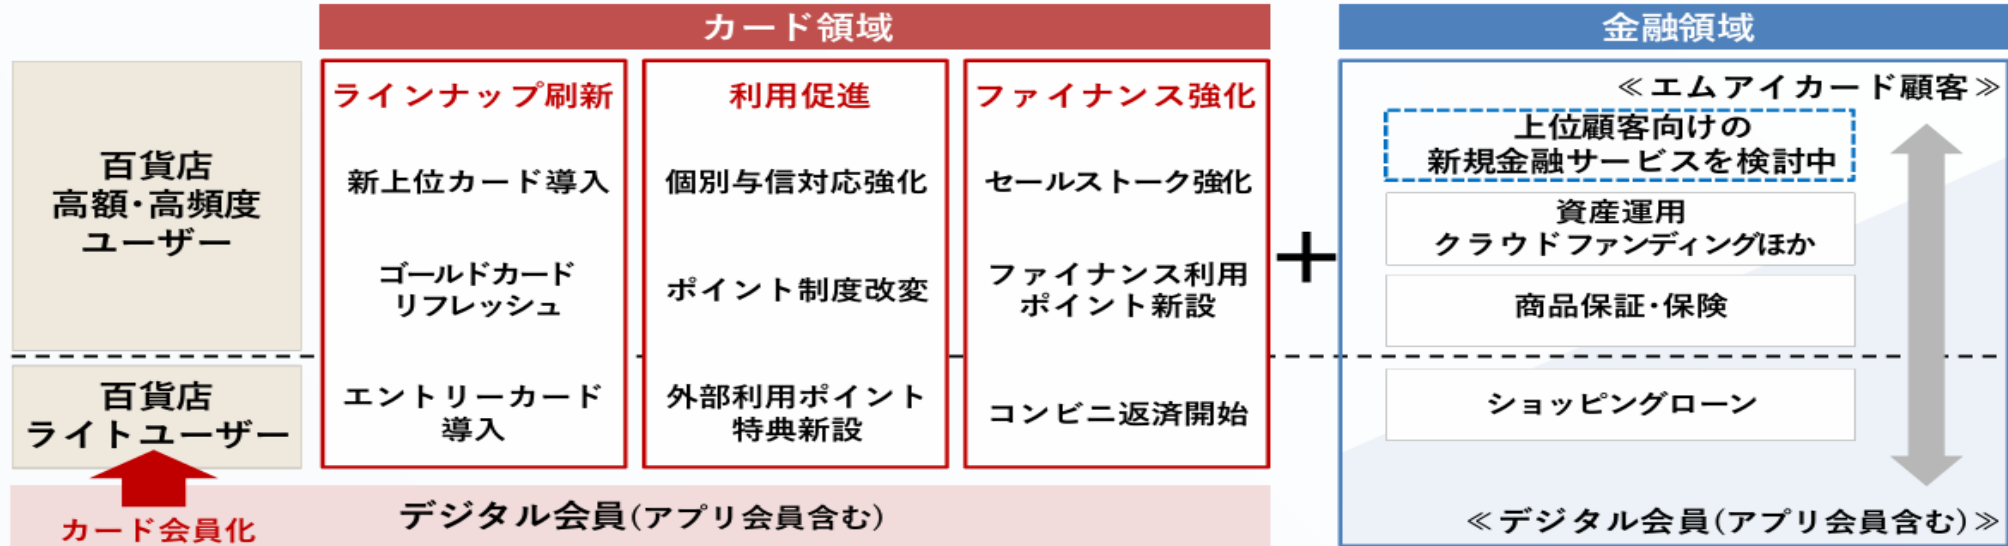 カード領域
金融領域
百貨店
高額・高頻度
ユーザー
百貨店
ライトユーザー
カード会員化
ラインナップ刷新
新上位カード導入
ゴールドカード
リフレッシュ
エントリーカード
導入
利用促進
個別与信対応強化
ポイント制度改変
外部利用ポイント
特典新設
ファイナンス強化
セールストーク強化
ファイナンス利用
ポイント新設
コンビニ返済開始
デジタル会員(アプリ会員含む)
+
≪エムアイカード顧客≫
上位顧客向けの
新規金融サービスを検討中
資産運用
クラウドファンディングほか
商品保証・保険
ショッピングローン
≪デジタル会員(アプリ会員含む)≫